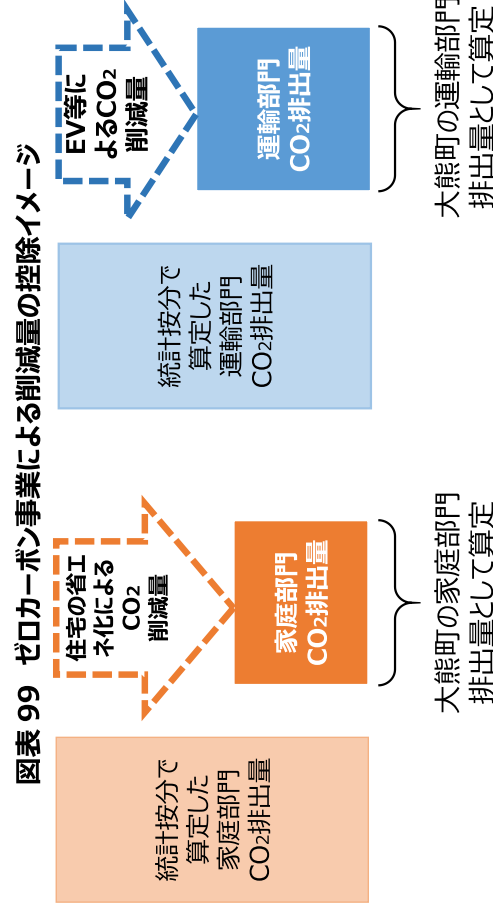 図表 99 ゼロカーボン事業による削減量の控除イメージ
統計按分で
算定した
家庭部門
CO2排出量
住宅の省エ
ネ化による
CO2
削減量
家庭部門
CO2排出量
大熊町の家庭部門
排出量として算定
統計按分で
算定した
運輸部門
CO2排出量
EV等に
よるCO2
削減量
運輸部門
CO2排出量
大熊町の運輸部門
排出量として算定